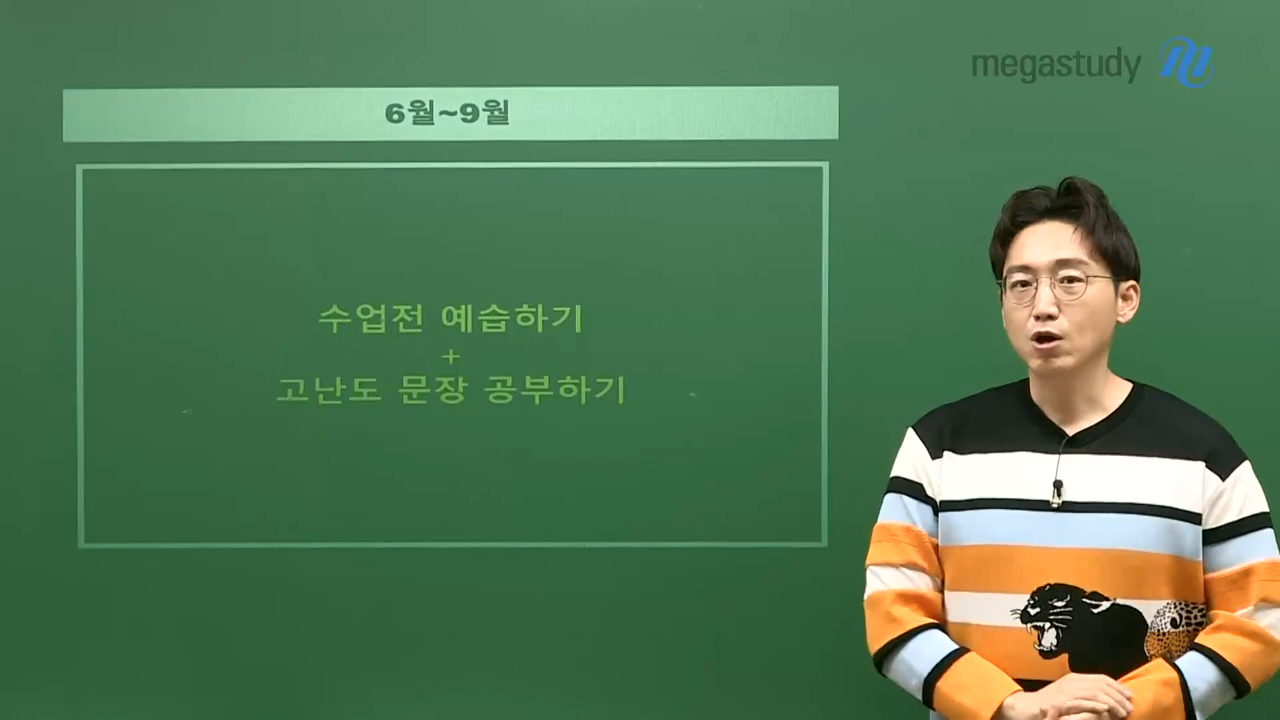 megastudy
6월~9월
수업전 예습하기
+
고난도 문장 공부하기